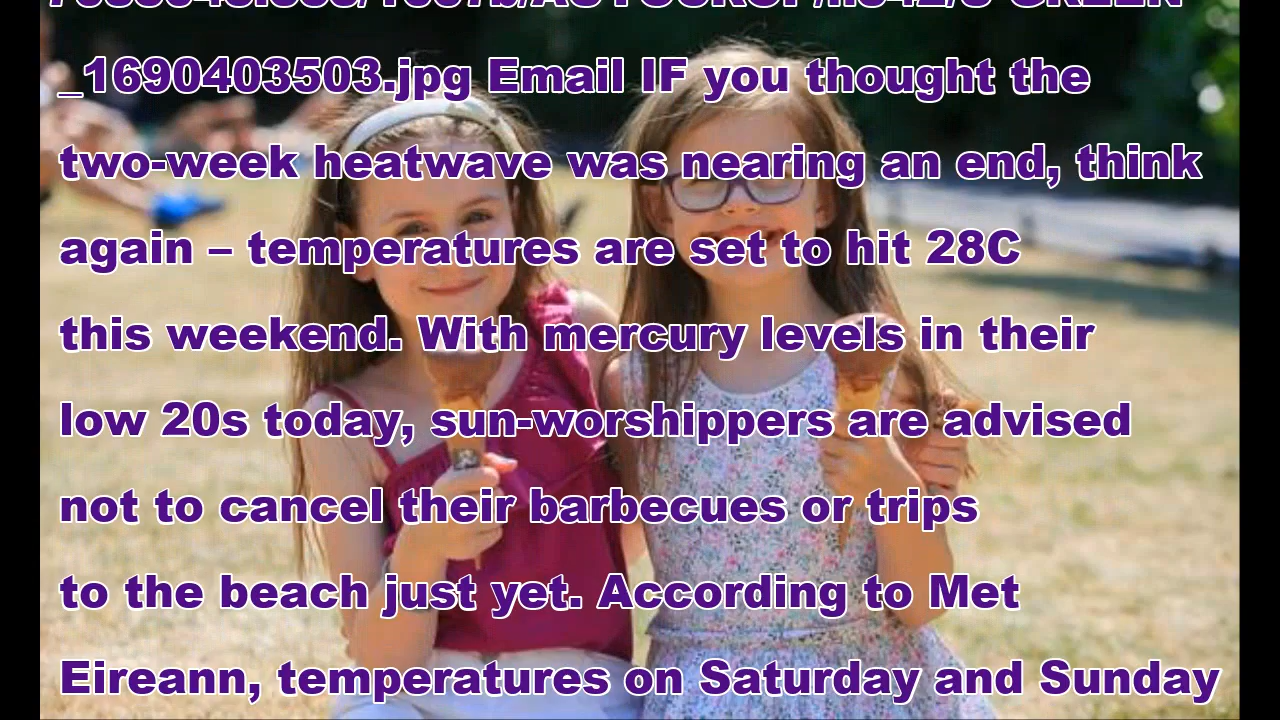 _1690403503.jpg Email IF you thought the
two-week heatwave was nearing an end, think
again – temperatures are set to hit 28C
this weekend. With mercury levels in their
low 20s today, sun-worshippers are advised
not to cancel their barbecues or trips
to the beach just yet. According to Met
Eireann, temperatures on Saturday and Sunday